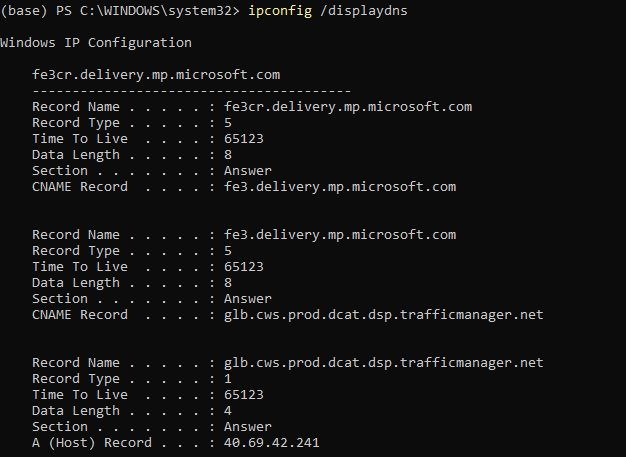 (base) PS C:\WINDOWS\system32> ipconfig /displaydns
Windows IP Configuration
fe3cr.delivery.mp.microsoft.com
----------------------------------------
Record Name . . . . . : fe3cr.delivery.mp.microsoft.com
Record Type . . . . . : 5
Time To Live  . . . . : 65123
Data Length . . . . . : 8
Section . . . . . . . : Answer
CNAME Record  . . . . : fe3.delivery.mp.microsoft.com
Record Name . . . . . : fe3.delivery.mp.microsoft.com
Record Type . . . . . : 5
Time To Live  . . . . : 65123
Data Length . . . . . : 8
Section . . . . . . . : Answer
CNAME Record  . . . . : glb.cws.prod.dcat.dsp.trafficmanager.net
Record Name . . . . . : glb.cws.prod.dcat.dsp.trafficmanager.net
Record Type . . . . . : 1
Time To Live  . . . . : 65123
Data Length . . . . . : 4
Section . . . . . . . : Answer
A (Host) Record . . . : 40.69.42.241